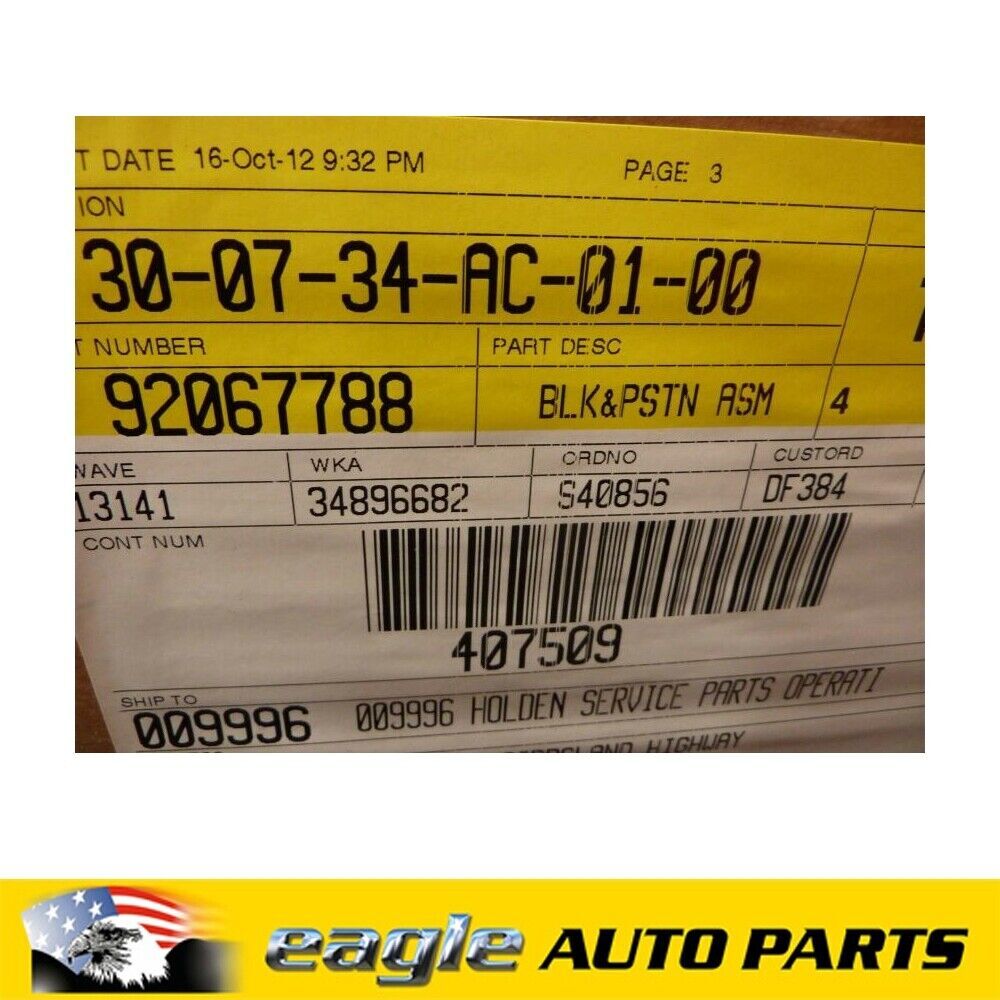 T DATE 16-Oct-12 9:32 PM PAGE 3
ION
30-07-34-AC-01-00
T NUMBER PART DESC
92067788 BLK&PSTN ASM 4
WAVE WKA ORDNO CUSTORD
13141 34896682 S40856 DF384
CONT NUM
407509
SHIP TO
009996 009996 HOLDEN SERVICE PARTS OPERATI
HIGHWAY
eagle AUTO PARTS